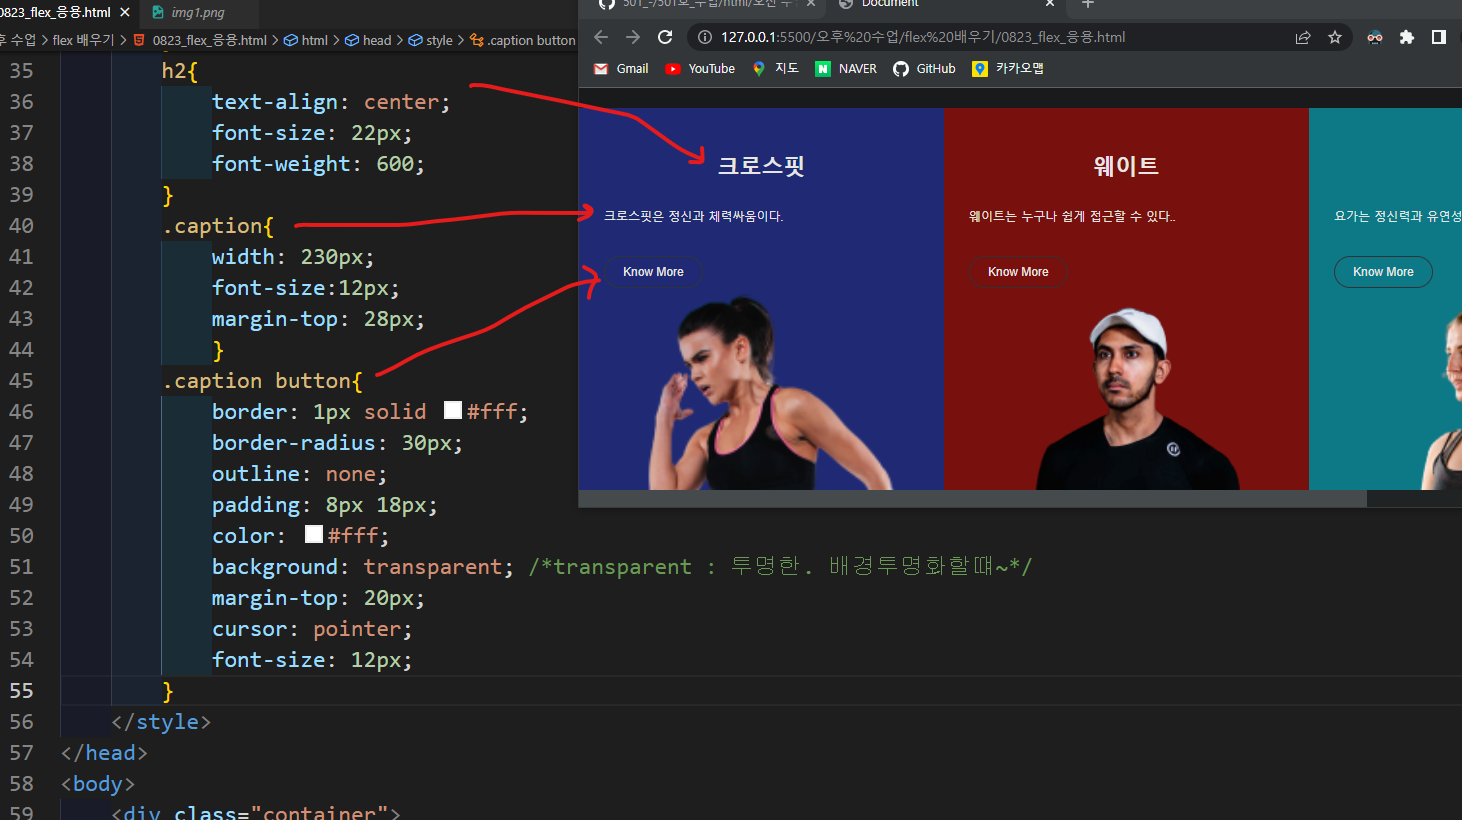 0823_flex_응용.html
img1.png
수업 > flex 배우기 > 0823_flex_응용.html > html > head > style > .caption button
35 h2{
36 text-align: center;
37 font-size: 22px;
38 font-weight: 600;
39 }
40 .caption{
41 width: 230px;
42 font-size:12px;
43 margin-top: 28px;
44 }
45 .caption button{
46 border: 1px solid #fff;
47 border-radius: 30px;
48 outline: none;
49 padding: 8px 18px;
50 color: #fff;
51 background: transparent; /*transparent : 투명한. 배경투명화할떄~*/
52 margin-top: 20px;
53 cursor: pointer;
54 font-size: 12px;
55 }
56 </style>
57 </head>
58 <body>
59 <div class="container">
Document
127.0.0.1:5500/오후%20수업/flex%20배우기/0823_flex_응용.html
Gmail YouTube 지도 NAVER GitHub 카카오맵
크로스핏
크로스핏은 정신과 체력싸움이다.
Know More
웨이트
웨이트는 누구나 쉽게 접근할 수 있다..
Know More
요가는 정신력과 유연성
Know More